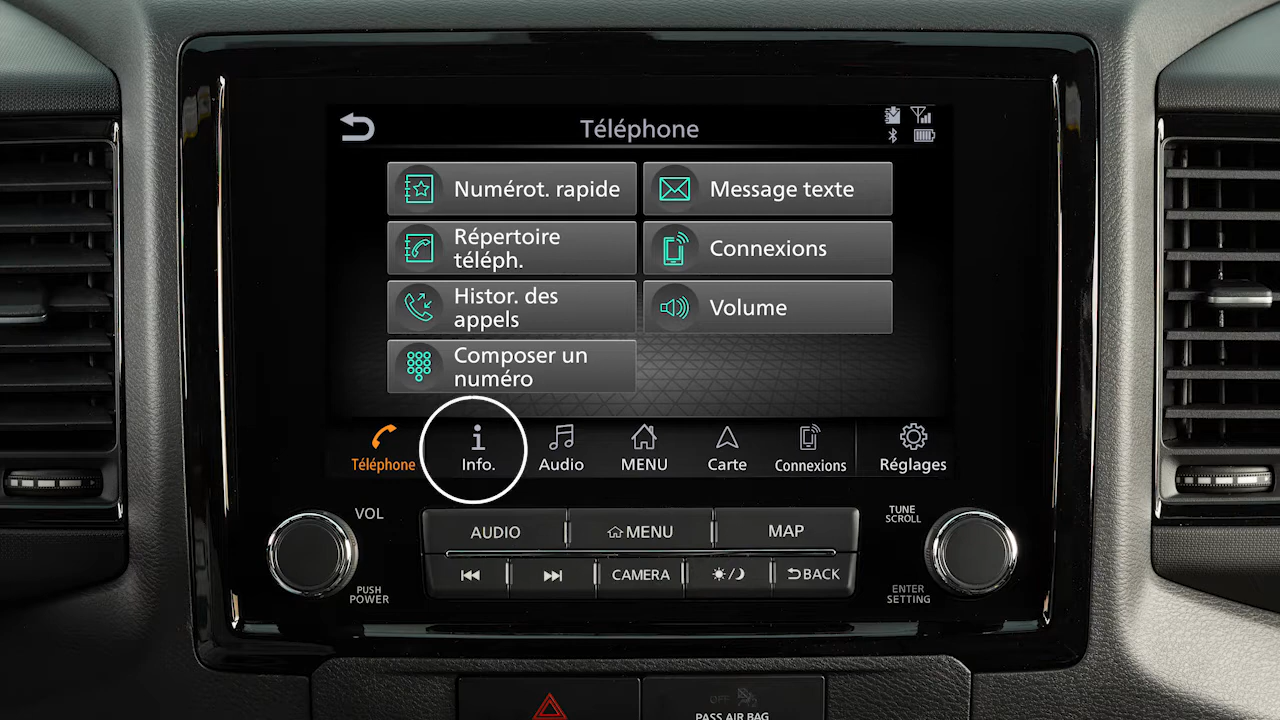 Téléphone
Numérot. rapide
Message texte
Répertoire
téléph.
Connexions
Histor. des
appels
Volume
Composer un
numéro
Téléphone
Info.
Audio
MENU
Carte
Connexions
Réglages
VOL
TUNE
SCROLL
AUDIO
MENU
MAP
CAMERA
BACK
PUSH
POWER
ENTER
SETTING
OFF
PASS AIR BAG